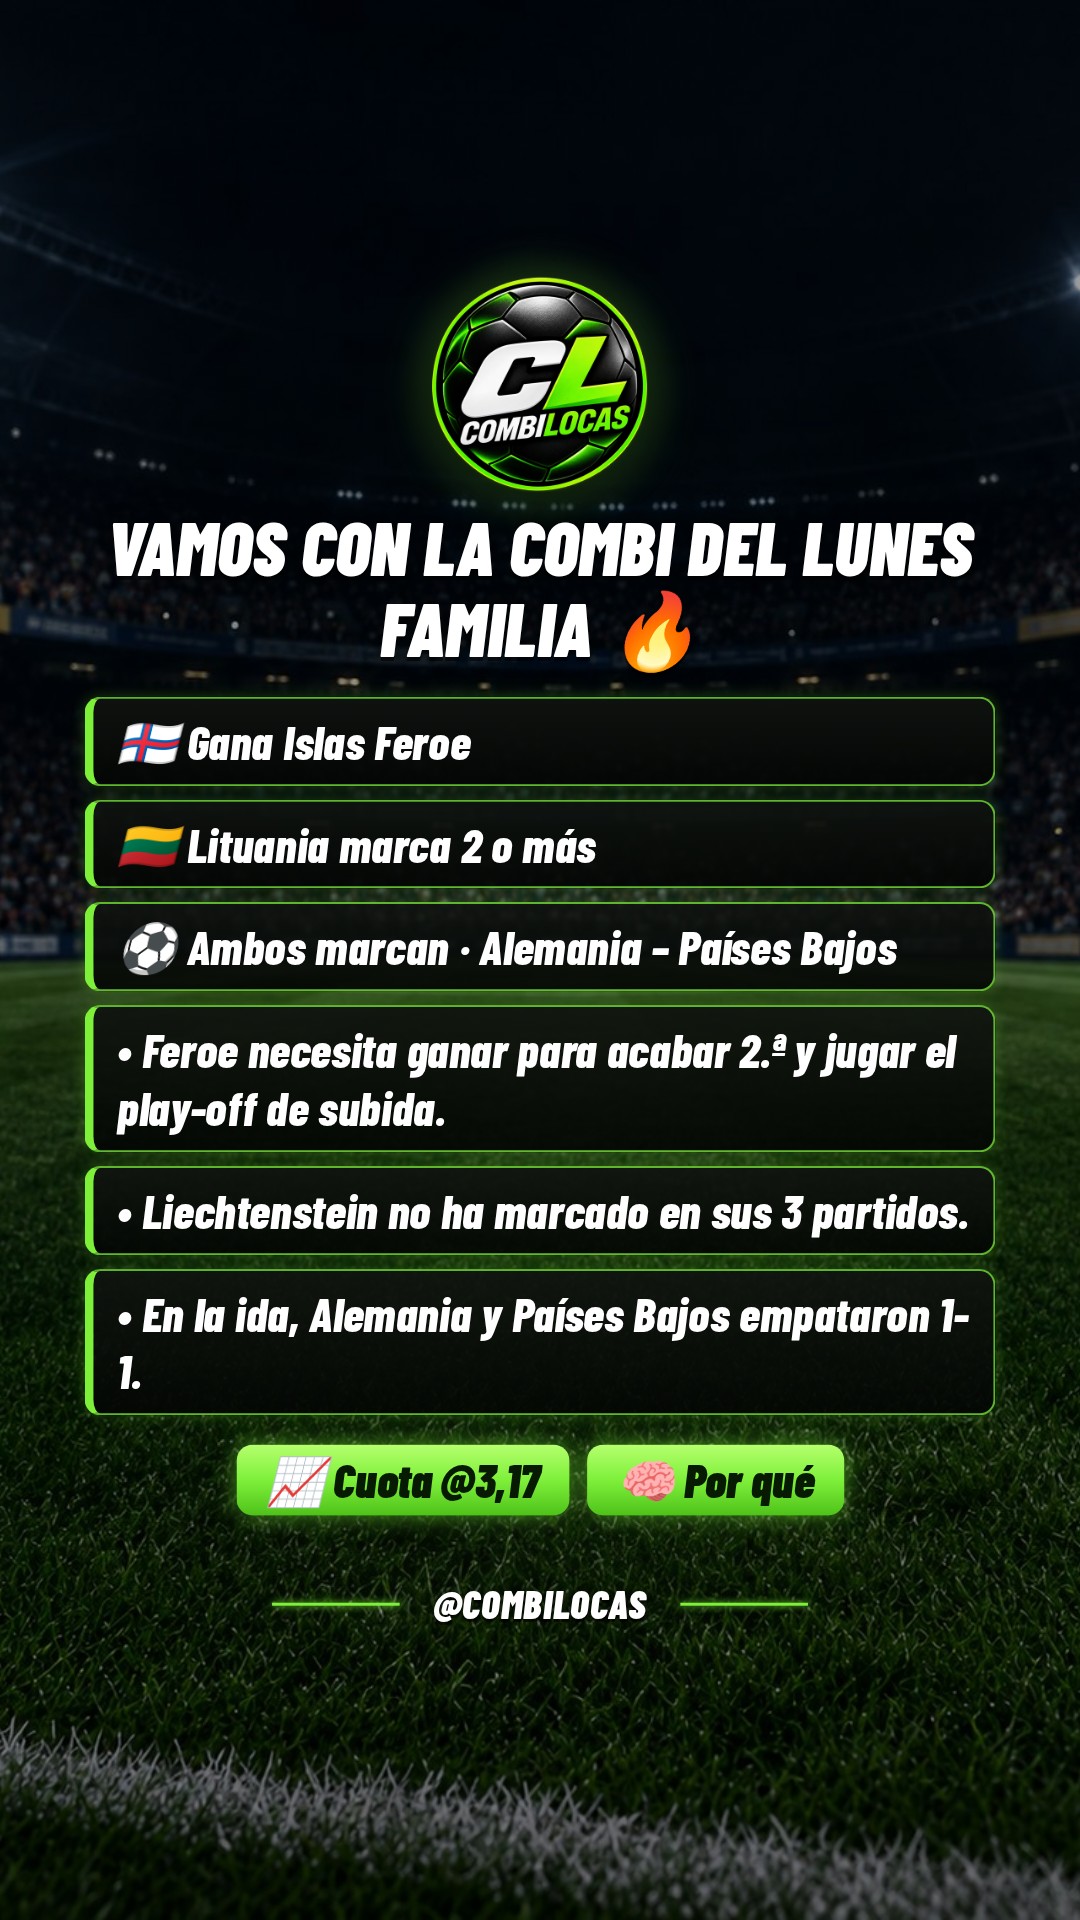 CL
COMBILOCAS
VAMOS CON LA COMBI DEL LUNES
FAMILIA 🔥
🇫🇴 Gana Islas Feroe
🇱🇹 Lituania marca 2 o más
⚽ Ambos marcan · Alemania – Países Bajos
• Feroe necesita ganar para acabar 2.ª y jugar el
play-off de subida.
• Liechtenstein no ha marcado en sus 3 partidos.
• En la ida, Alemania y Países Bajos empataron 1-
1.
📈 Cuota @3,17
🧠 Por qué
@COMBILOCAS